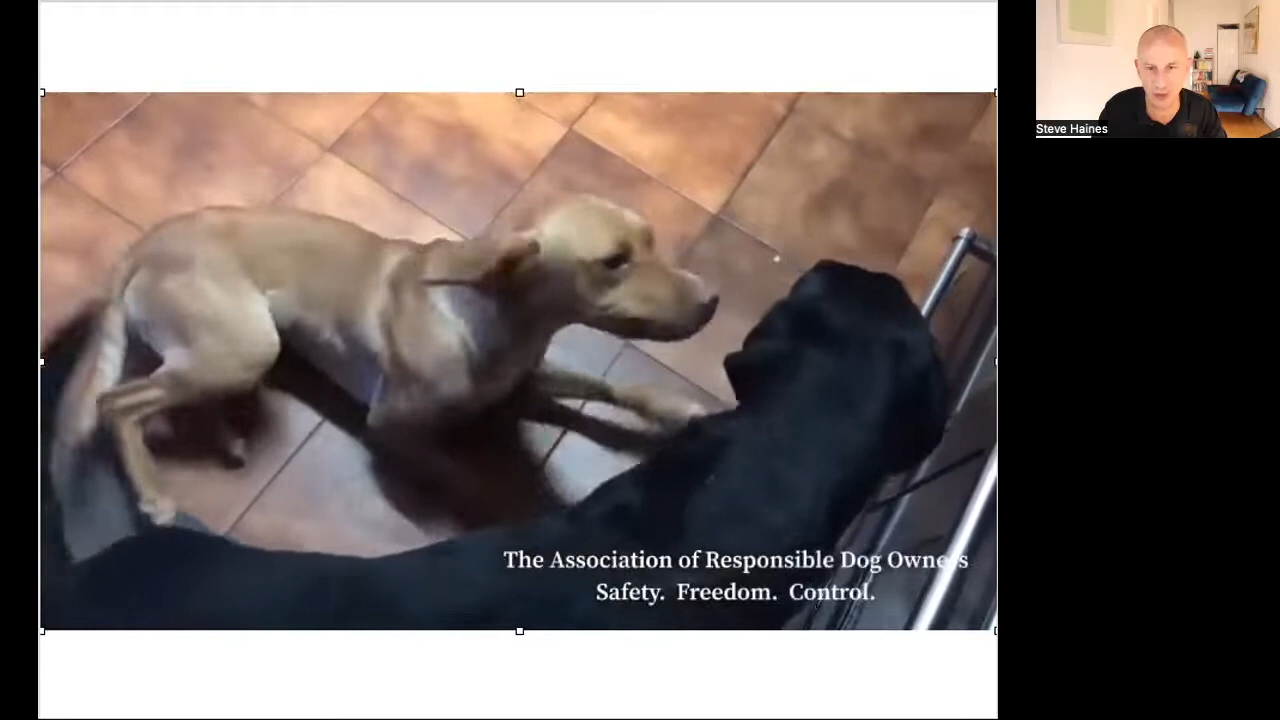 Steve Haines
The Association of Responsible Dog Owners
Safety. Freedom. Control.